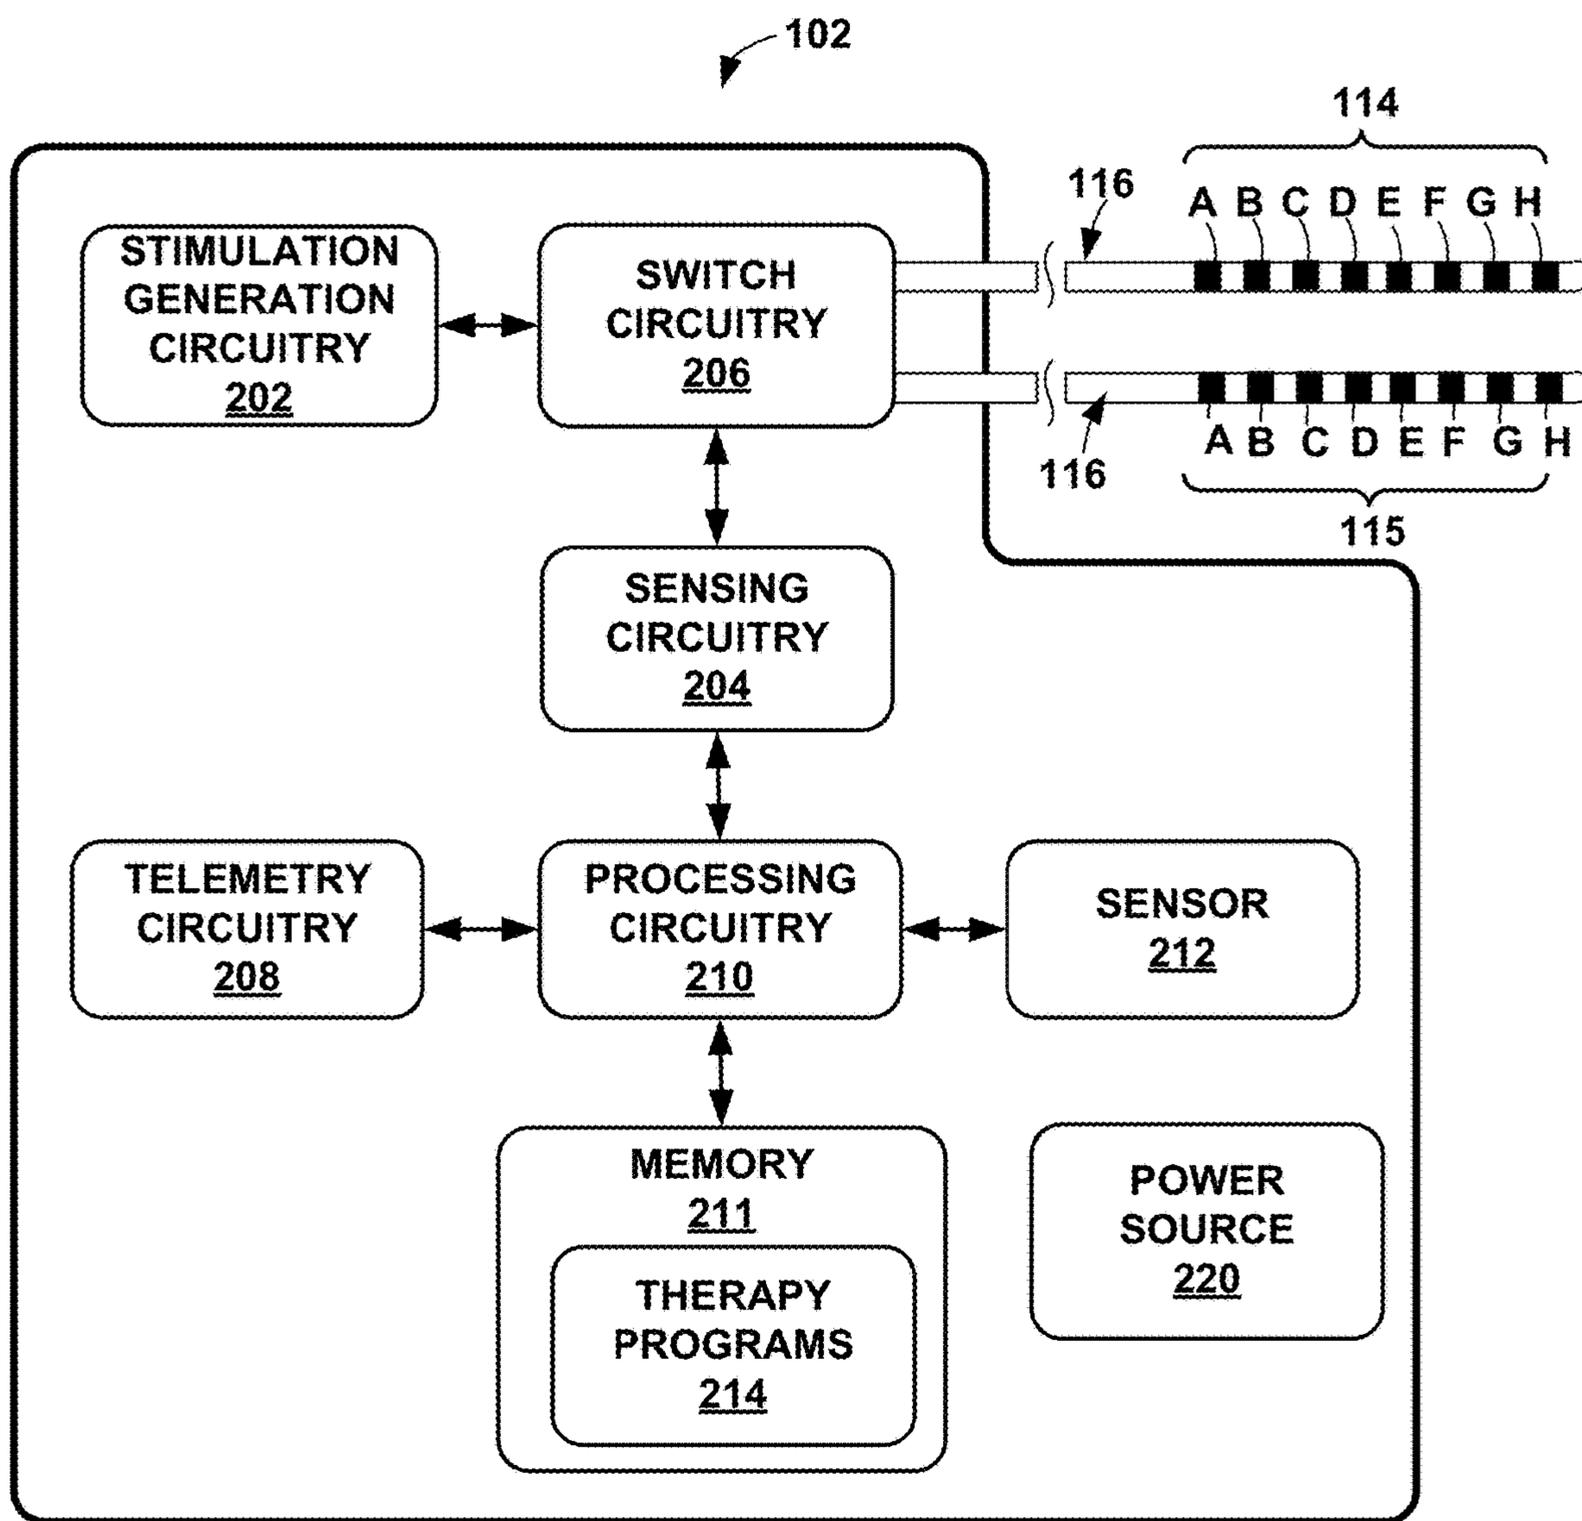 102
114
116
A B C D E F G H
STIMULATION
GENERATION
CIRCUITRY
202
SWITCH
CIRCUITRY
206
A B C D E F G H
116
115
SENSING
CIRCUITRY
204
TELEMETRY
CIRCUITRY
208
PROCESSING
CIRCUITRY
210
SENSOR
212
MEMORY
211
THERAPY
PROGRAMS
214
POWER
SOURCE
220